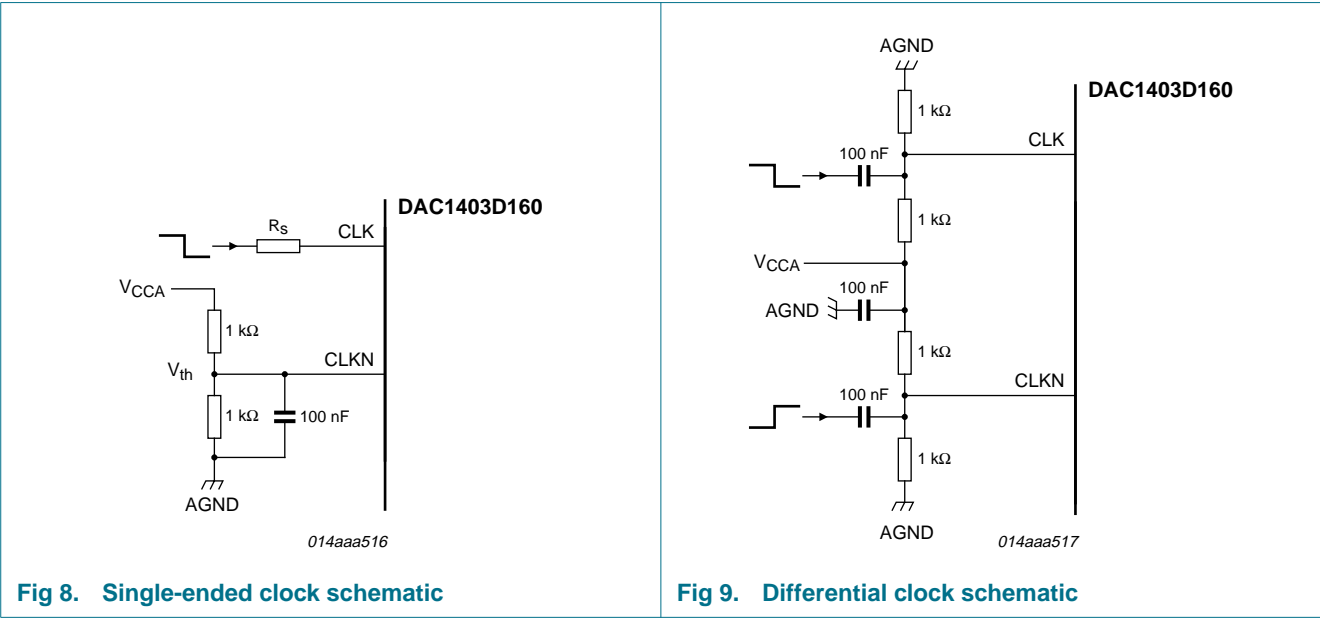 DAC1403D160
RS
CLK
VCCA
1 kΩ
Vth
CLKN
1 kΩ
100 nF
AGND
014aaa516
Fig 8. Single-ended clock schematic
AGND
DAC1403D160
1 kΩ
CLK
100 nF
1 kΩ
VCCA
100 nF
AGND
1 kΩ
CLKN
100 nF
1 kΩ
AGND
014aaa517
Fig 9. Differential clock schematic